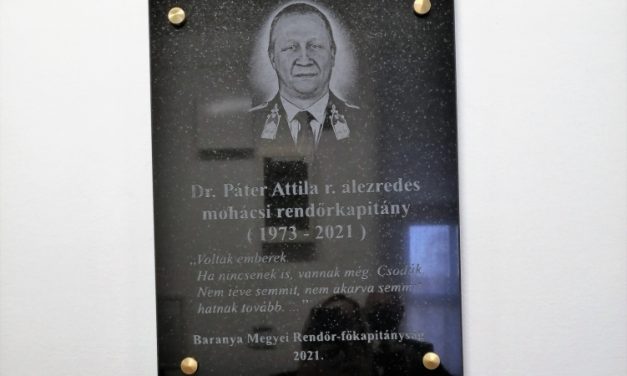 Dr. Páter Attila r. alezredes
mohácsi rendőrkapitány
( 1973 - 2021 )
„Voltak emberek.
Ha nincsenek is, vannak még. Csodák.
Nem téve semmit, nem akarva semmit
hatnak tovább. ...”
Baranya Megyei Rendőr-főkapitányság
2021.